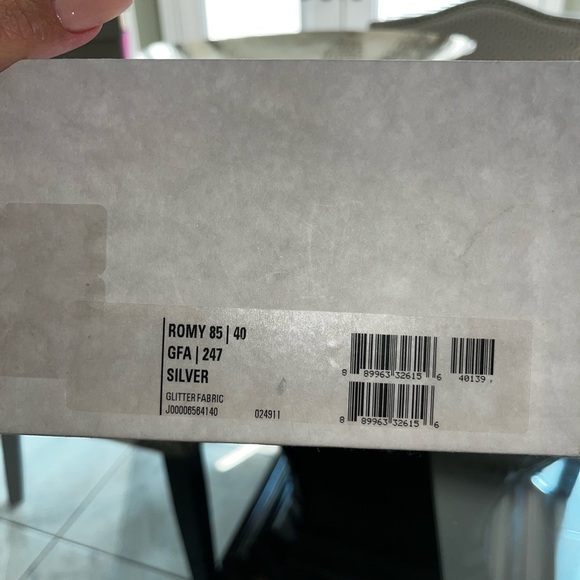 ROMY 85 | 40
GFA | 247
SILVER
GLITTER FABRIC
J00006564140 024911
8 89963 32615 6 40139
8 89963 32615 6